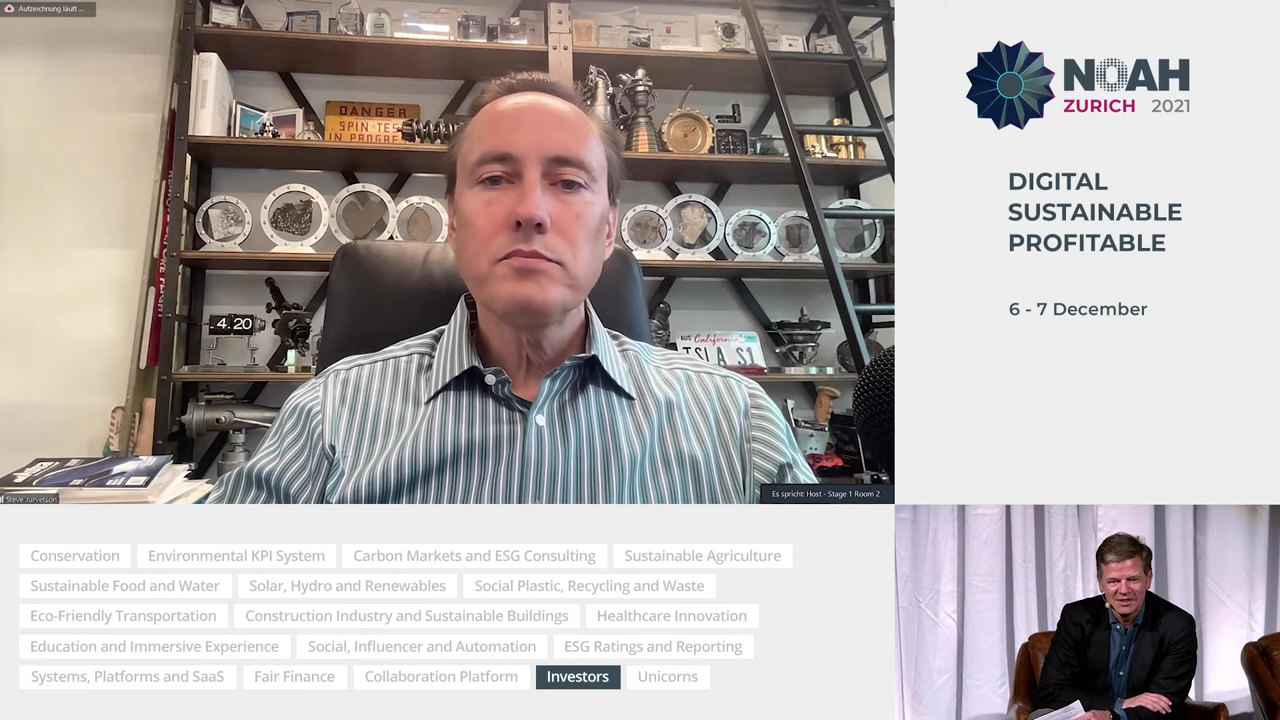 Aufzeichnung läuft ...
DANGER
SPIN TES
IN PROGRE
4 20
California
TSLA S1
Steve Jurvetson
Es spricht: Host - Stage 1 Room 2
NOAH
ZURICH 2021
DIGITAL
SUSTAINABLE
PROFITABLE
6 - 7 December
Conservation
Environmental KPI System
Carbon Markets and ESG Consulting
Sustainable Agriculture
Sustainable Food and Water
Solar, Hydro and Renewables
Social Plastic, Recycling and Waste
Eco-Friendly Transportation
Construction Industry and Sustainable Buildings
Healthcare Innovation
Education and Immersive Experience
Social, Influencer and Automation
ESG Ratings and Reporting
Systems, Platforms and SaaS
Fair Finance
Collaboration Platform
Investors
Unicorns